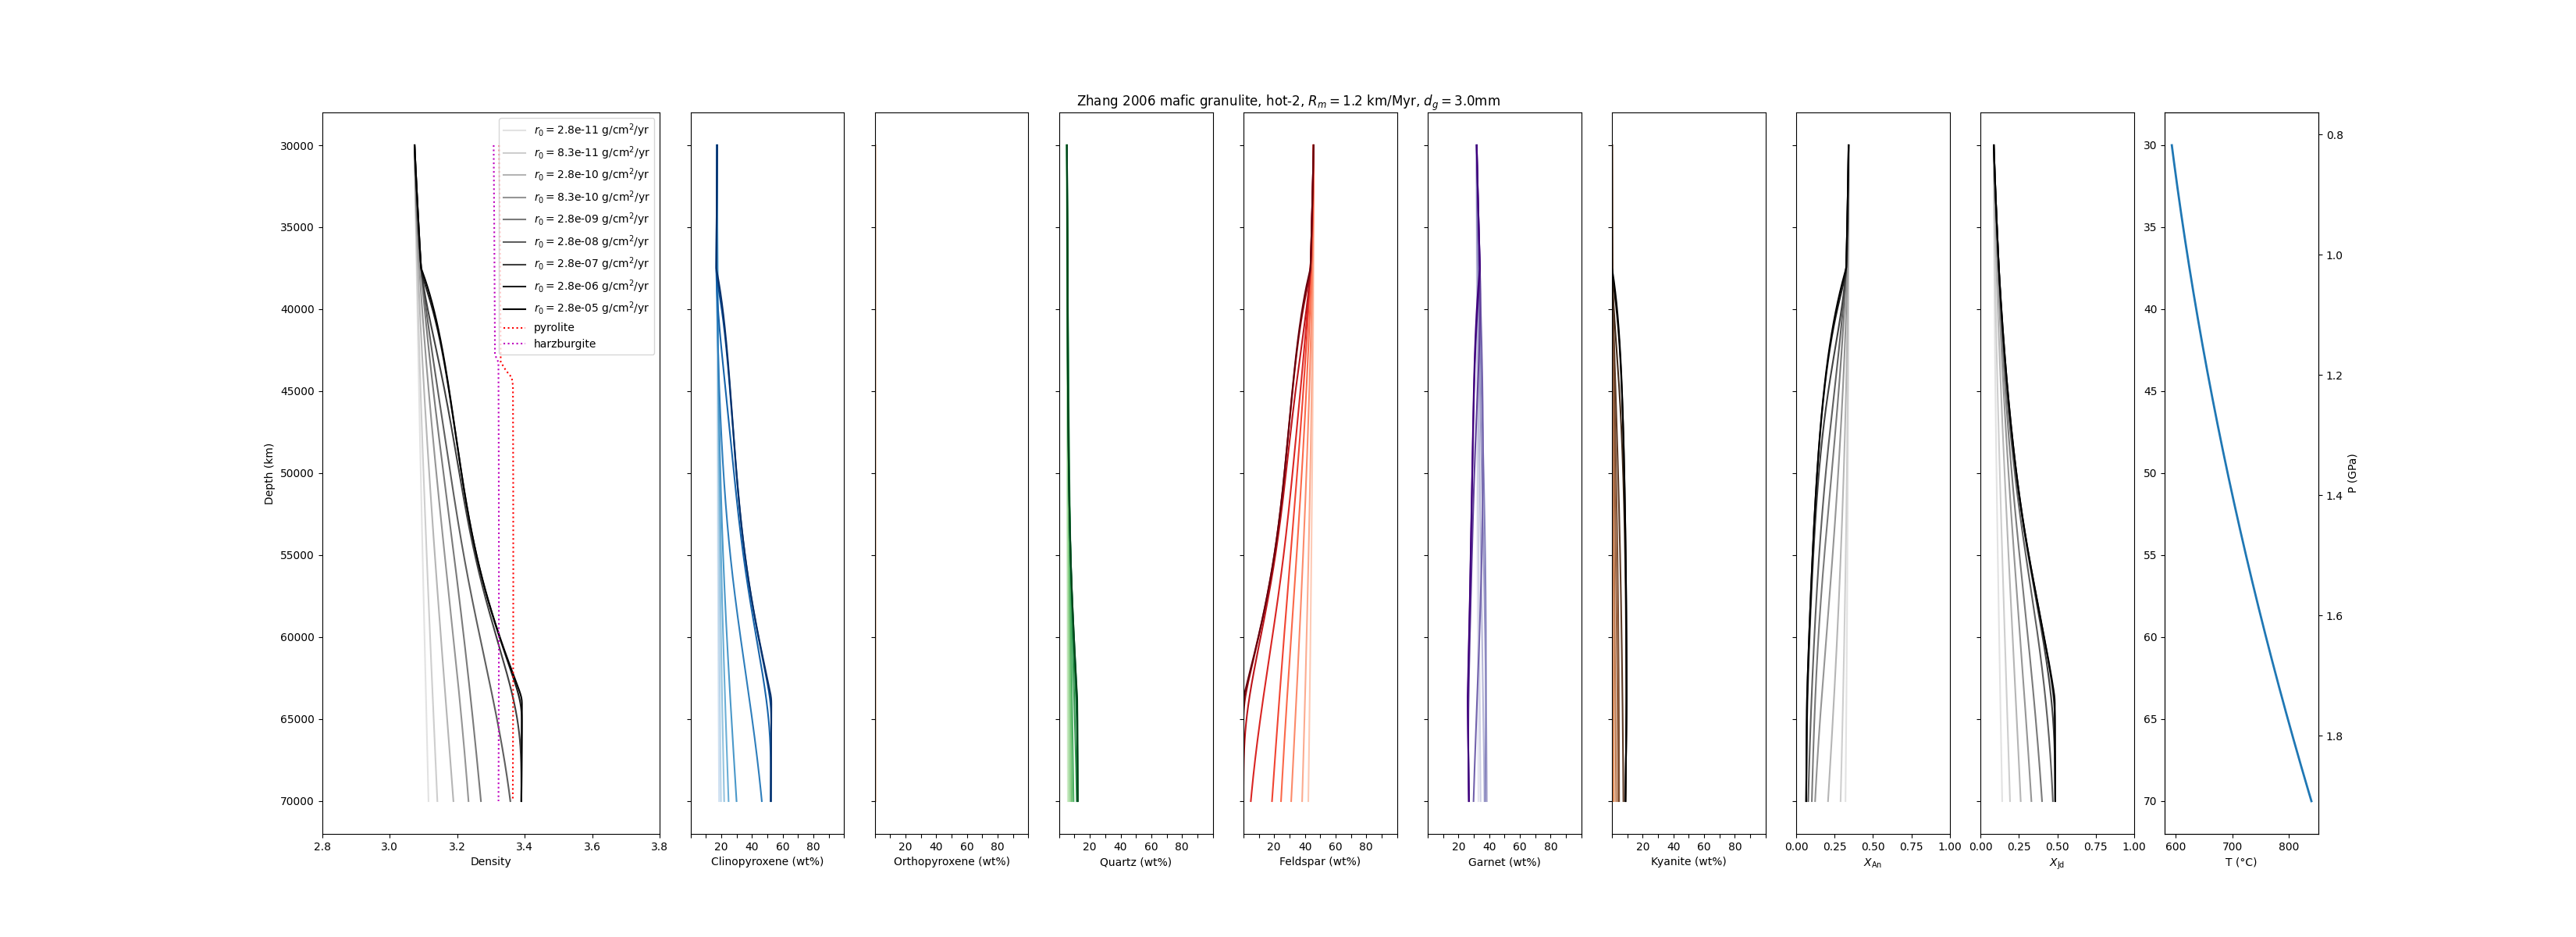 Zhang 2006 mafic granulite, hot-2, R_m = 1.2 km/Myr, d_g = 3.0mm
r_0 = 2.8e-11 g/cm²/yr
r_0 = 8.3e-11 g/cm²/yr
r_0 = 2.8e-10 g/cm²/yr
r_0 = 8.3e-10 g/cm²/yr
r_0 = 2.8e-09 g/cm²/yr
r_0 = 2.8e-08 g/cm²/yr
r_0 = 2.8e-07 g/cm²/yr
r_0 = 2.8e-06 g/cm²/yr
r_0 = 2.8e-05 g/cm²/yr
pyrolite
harzburgite
Depth (km)
30000
35000
40000
45000
50000
55000
60000
65000
70000
2.8 3.0 3.2 3.4 3.6 3.8
Density
20 40 60 80
Clinopyroxene (wt%)
20 40 60 80
Orthopyroxene (wt%)
20 40 60 80
Quartz (wt%)
20 40 60 80
Feldspar (wt%)
20 40 60 80
Garnet (wt%)
20 40 60 80
Kyanite (wt%)
0.00 0.25 0.50 0.75 1.00
X_An
0.00 0.25 0.50 0.75 1.00
X_Jd
30
35
40
45
50
55
60
65
70
600 700 800
T (°C)
0.8
1.0
1.2
1.4
1.6
1.8
P (GPa)